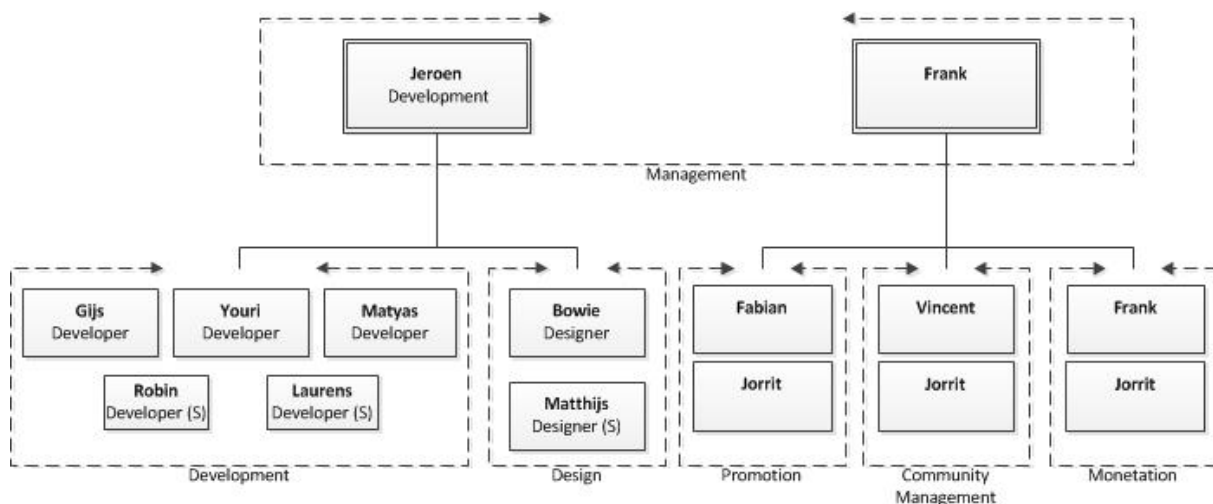 Jeroen
Development
Frank
Management
Gijs
Developer
Youri
Developer
Matyas
Developer
Robin
Developer (S)
Laurens
Developer (S)
Development
Bowie
Designer
Matthijs
Designer (S)
Design
Fabian
Jorrit
Promotion
Vincent
Jorrit
Community
Management
Frank
Jorrit
Monetation